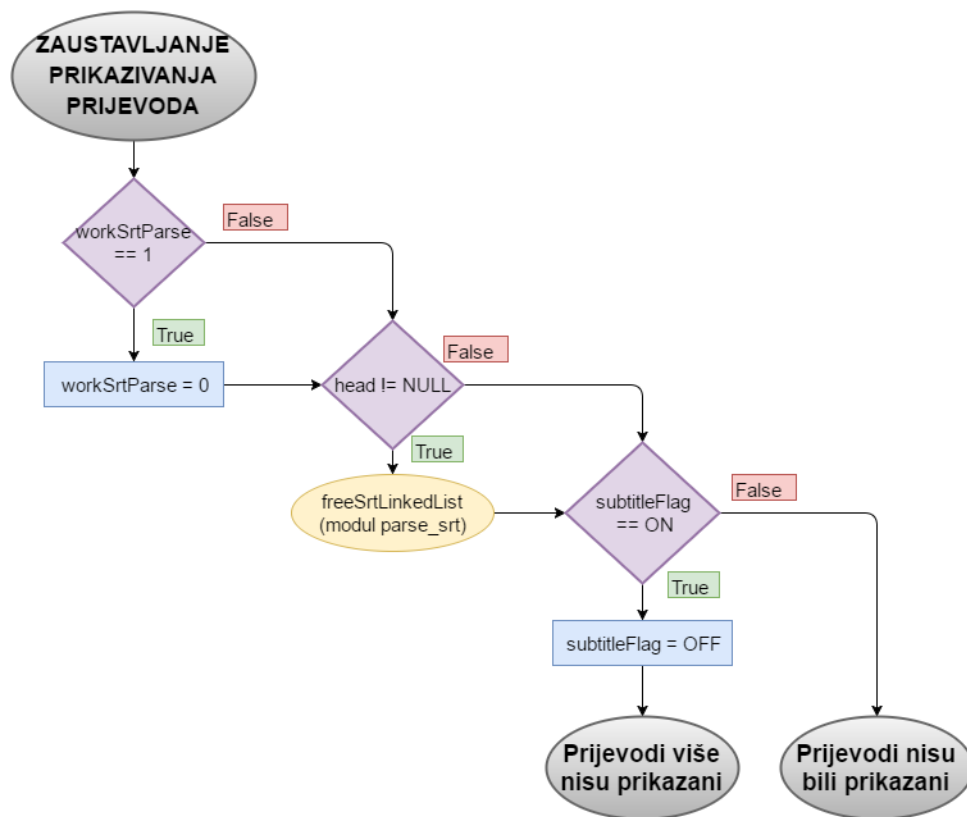 ZAUSTAVLJANJE
PRIKAZIVANJA
PRIJEVODA
workSrtParse
== 1
False
True
workSrtParse = 0
head != NULL
False
True
freeSrtLinkedList
(modul parse_srt)
subtitleFlag
== ON
False
True
subtitleFlag = OFF
Prijevodi više
nisu prikazani
Prijevodi nisu
bili prikazani